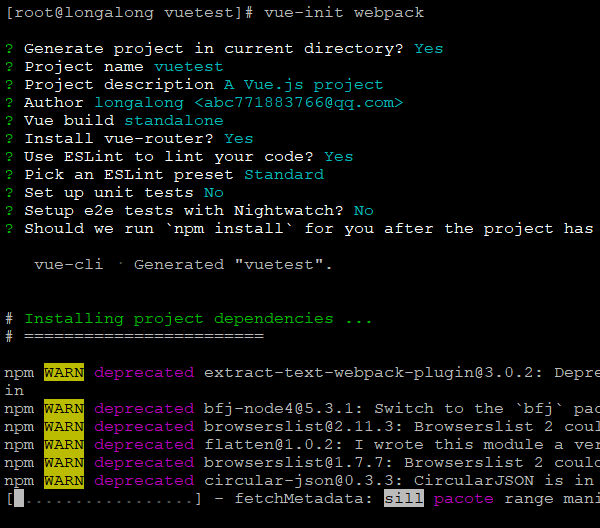 [root@longalong vuetest]# vue-init webpack
? Generate project in current directory? Yes
? Project name vuetest
? Project description A Vue.js project
? Author longalong <abc771883766@qq.com>
? Vue build standalone
? Install vue-router? Yes
? Use ESLint to lint your code? Yes
? Pick an ESLint preset Standard
? Set up unit tests No
? Setup e2e tests with Nightwatch? No
? Should we run `npm install` for you after the project has
vue-cli · Generated "vuetest".
# Installing project dependencies ...
# ========================
npm WARN deprecated extract-text-webpack-plugin@3.0.2: Depre
in
npm WARN deprecated bfj-node4@5.3.1: Switch to the `bfj` pac
npm WARN deprecated browserslist@2.11.3: Browserslist 2 coul
npm WARN deprecated flatten@1.0.2: I wrote this module a ver
npm WARN deprecated browserslist@1.7.7: Browserslist 2 could
npm WARN deprecated circular-json@0.3.3: CircularJSON is in
[ .................] - fetchMetadata: sill pacote range mani